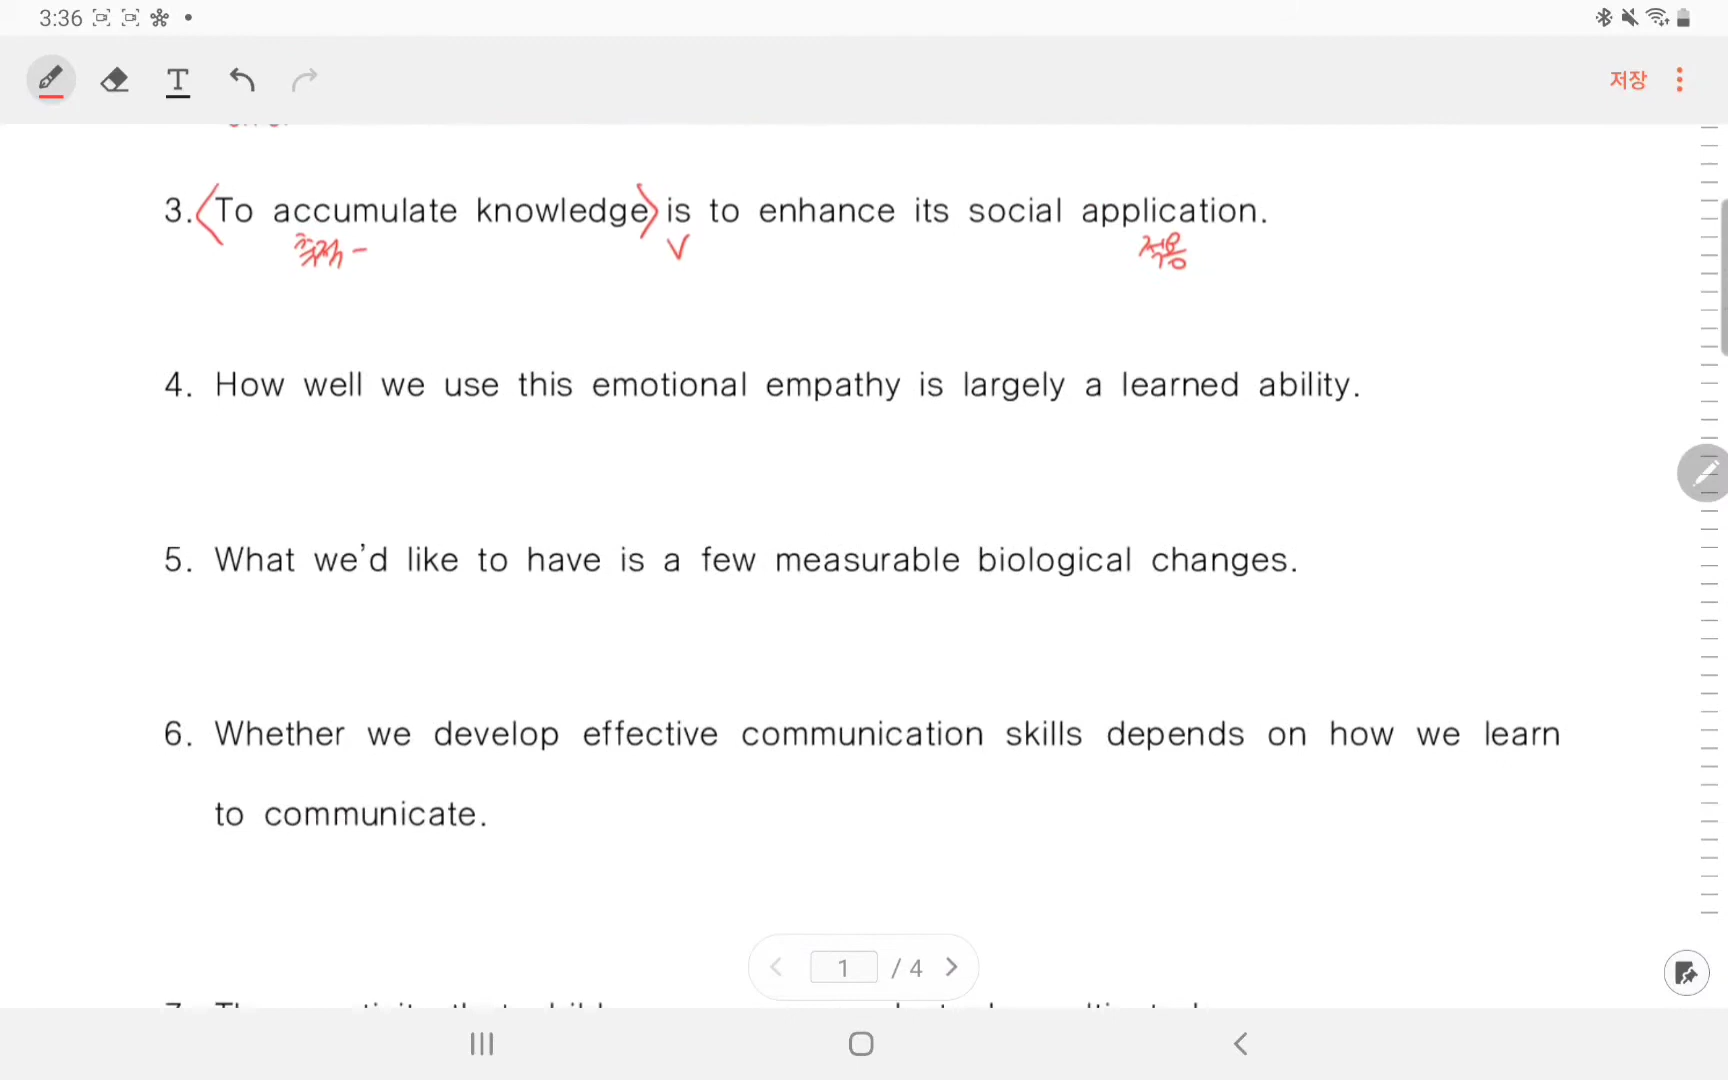 3:36
저장
3. To accumulate knowledge is to enhance its social application.
축적- V 적용
4. How well we use this emotional empathy is largely a learned ability.
5. What we'd like to have is a few measurable biological changes.
6. Whether we develop effective communication skills depends on how we learn
to communicate.
1 / 4